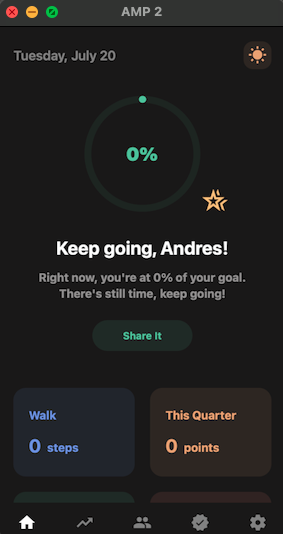 AMP 2
Tuesday, July 20
0%
Keep going, Andres!
Right now, you're at 0% of your goal.
There's still time, keep going!
Share It
Walk
0 steps
This Quarter
0 points